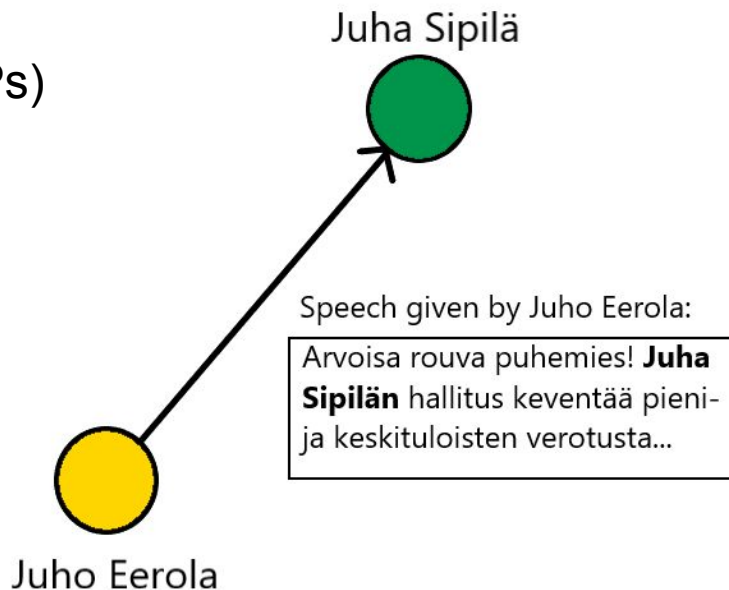 Juha Sipilä
Ps)
Speech given by Juho Eerola:
Arvoisa rouva puhemies! Juha
Sipilän hallitus keventää pieni-
ja keskituloisten verotusta...
Juho Eerola